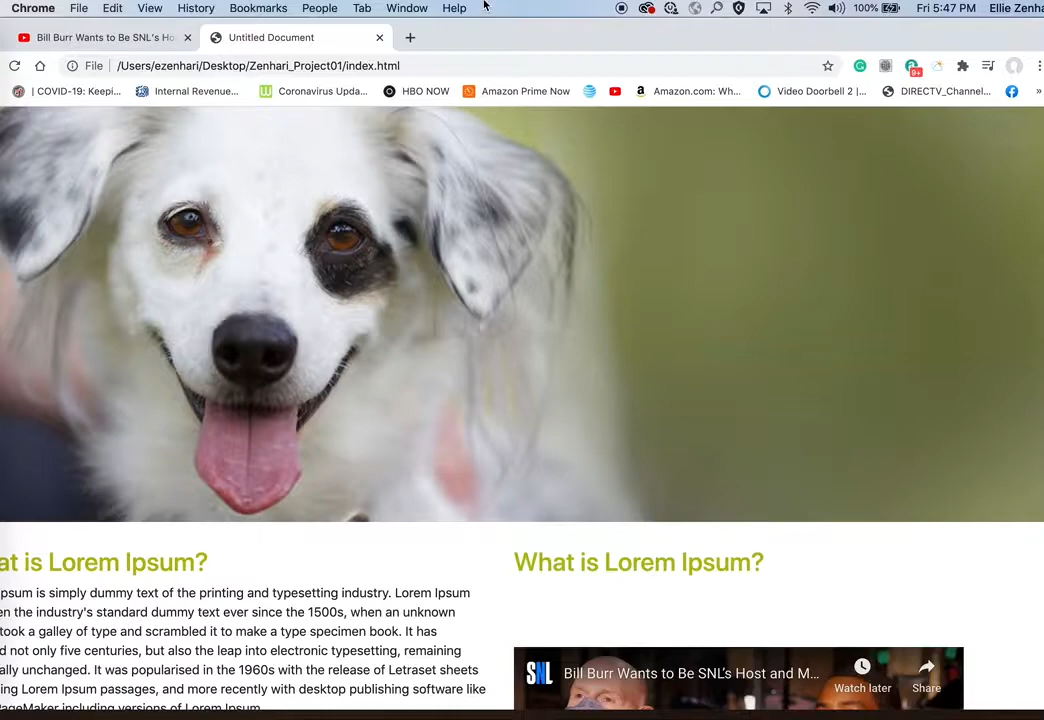 Chrome File Edit View History Bookmarks People Tab Window Help 100% Fri 5:47 PM Ellie Zenha
Bill Burr Wants to Be SNL's Ho Untitled Document
File /Users/ezenhari/Desktop/Zenhari_Project01/index.html 9+
| COVID-19: Keepi... Internal Revenue... Coronavirus Upda... HBO NOW Amazon Prime Now Amazon.com: Wh... Video Doorbell 2 |... DIRECTV_Channel... »
at is Lorem Ipsum?
psum is simply dummy text of the printing and typesetting industry. Lorem Ipsum
en the industry's standard dummy text ever since the 1500s, when an unknown
took a galley of type and scrambled it to make a type specimen book. It has
d not only five centuries, but also the leap into electronic typesetting, remaining
ally unchanged. It was popularised in the 1960s with the release of Letraset sheets
ing Lorem Ipsum passages, and more recently with desktop publishing software like
PageMaker including versions of Lorem Ipsum.
What is Lorem Ipsum?
SNL Bill Burr Wants to Be SNL's Host and M...
Watch later Share